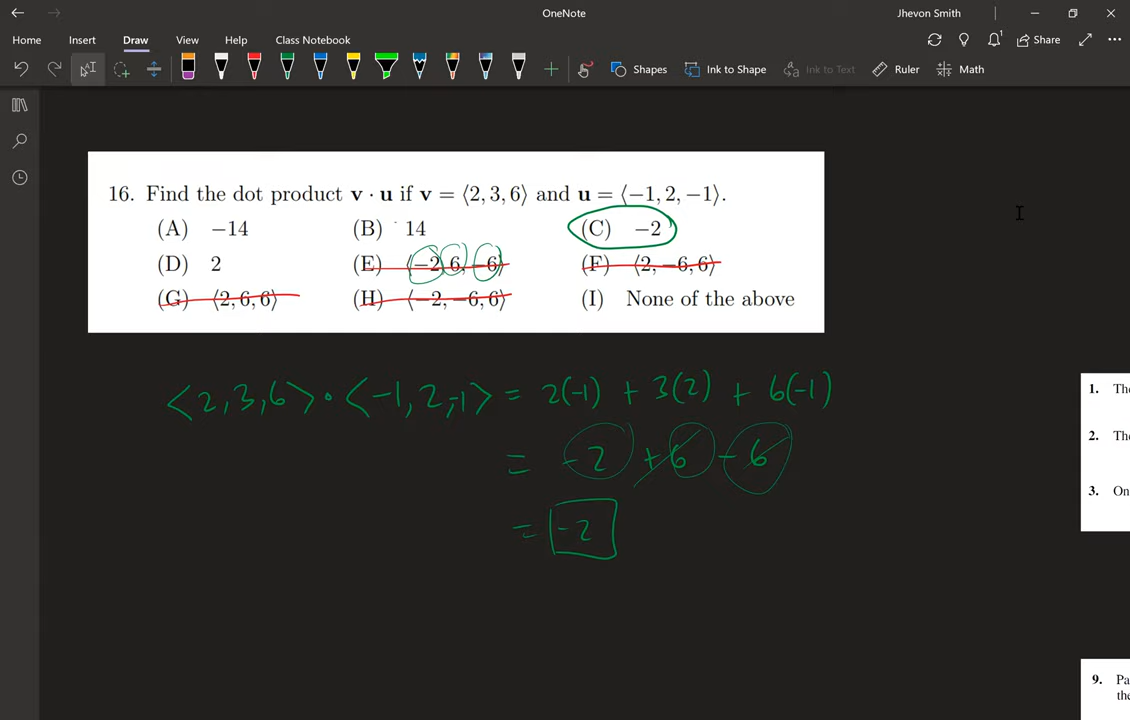 OneNote
Jhevon Smith
Home Insert Draw View Help Class Notebook
1 Share
Shapes Ink to Shape Ink to Text Ruler Math
16. Find the dot product v · u if v = ⟨2, 3, 6⟩ and u = ⟨−1, 2, −1⟩.
(A) −14 (B) 14 (C) −2
(D) 2 (E) ⟨−2, 6, −6⟩ (F) ⟨2, −6, 6⟩
(G) ⟨2, 6, 6⟩ (H) ⟨−2, −6, 6⟩ (I) None of the above
<2,3,6> • <-1,2,-1> = 2(-1) + 3(2) + 6(-1)
= -2 + 6 - 6
= -2
1. The
2. The
3. On
9. Pa
the